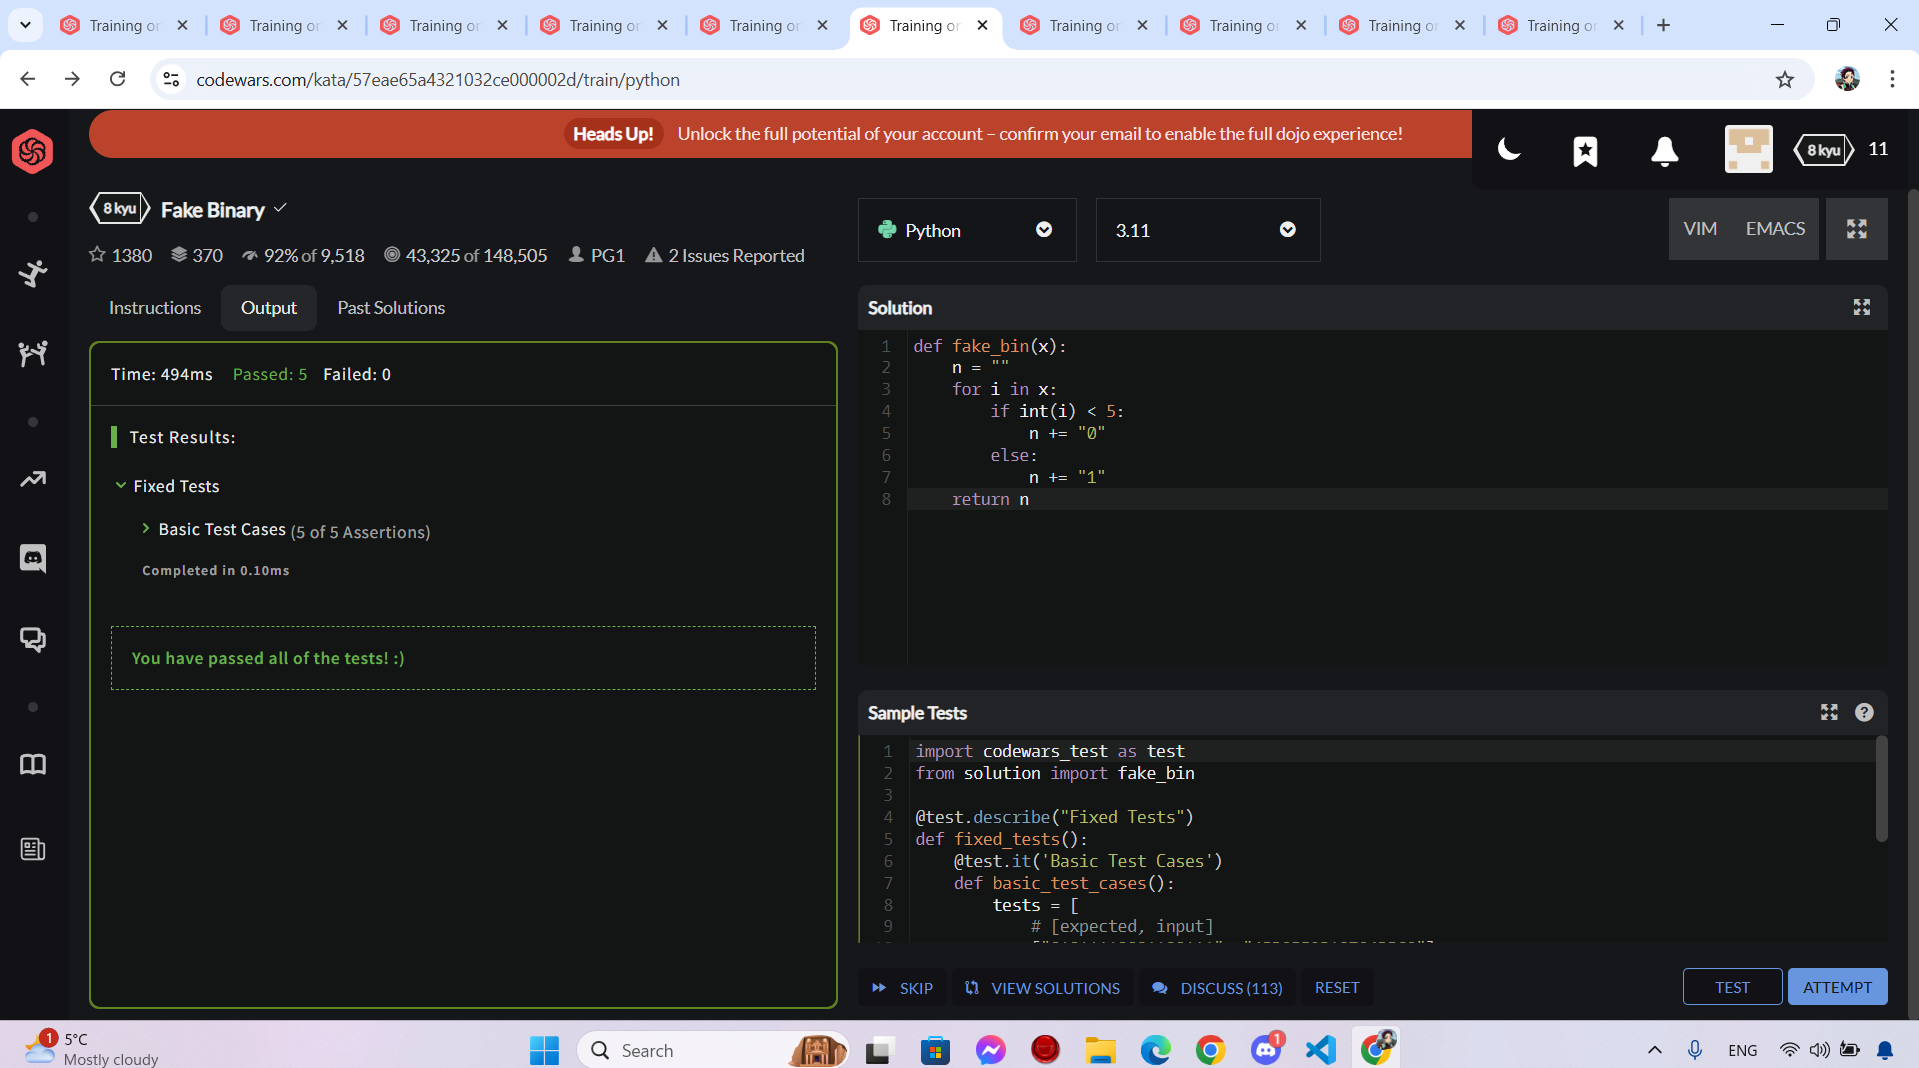 Training or
Training or
Training or
Training or
Training or
Training or
Training or
Training or
Training or
Training or
codewars.com/kata/57eae65a4321032ce000002d/train/python
Heads Up! Unlock the full potential of your account – confirm your email to enable the full dojo experience!
8 kyu 11
8 kyu Fake Binary
1380 370 92% of 9,518 43,325 of 148,505 PG1 2 Issues Reported
Python 3.11 VIM EMACS
Instructions Output Past Solutions
Time: 494ms Passed: 5 Failed: 0
Test Results:
Fixed Tests
Basic Test Cases (5 of 5 Assertions)
Completed in 0.10ms
You have passed all of the tests! :)
Solution
1 def fake_bin(x):
2 n = ""
3 for i in x:
4 if int(i) < 5:
5 n += "0"
6 else:
7 n += "1"
8 return n
Sample Tests
1 import codewars_test as test
2 from solution import fake_bin
3
4 @test.describe("Fixed Tests")
5 def fixed_tests():
6 @test.it('Basic Test Cases')
7 def basic_test_cases():
8 tests = [
9 # [expected, input]
SKIP VIEW SOLUTIONS DISCUSS (113) RESET TEST ATTEMPT
1 5°C
Mostly cloudy
Search
1
ENG